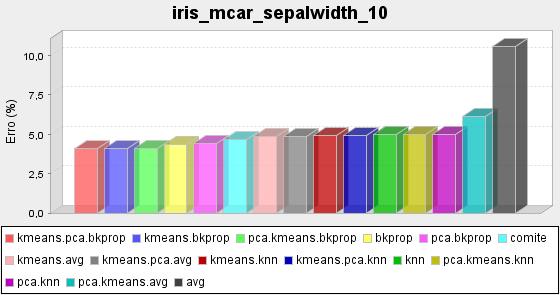 iris_mcar_sepalwidth_10
10,0
7,5
5,0
2,5
0,0
Erro (%)
kmeans.pca.bkprop kmeans.bkprop pca.kmeans.bkprop bkprop pca.bkprop comite
kmeans.avg kmeans.pca.avg kmeans.knn kmeans.pca.knn knn pca.kmeans.knn
pca.knn pca.kmeans.avg avg